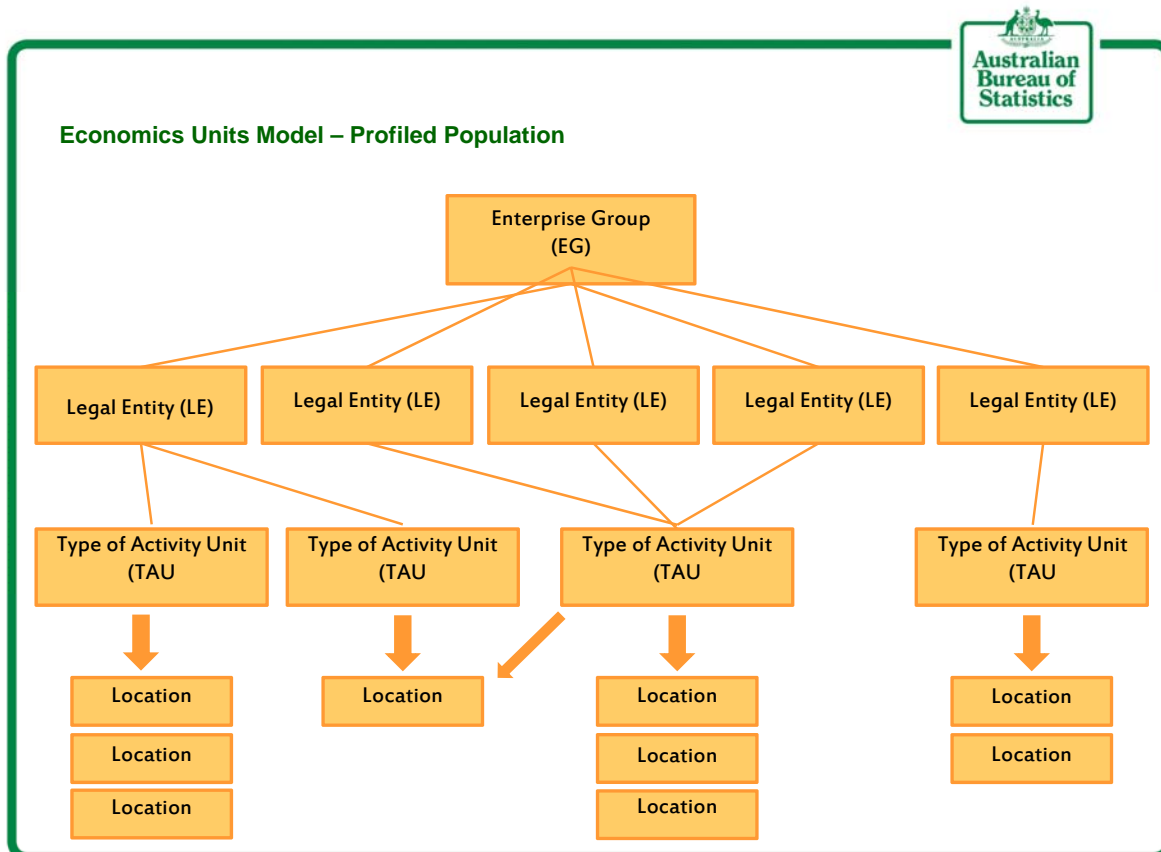 Australian
Bureau of
Statistics
Economics Units Model – Profiled Population
Enterprise Group
(EG)
Legal Entity (LE)
Legal Entity (LE)
Legal Entity (LE)
Legal Entity (LE)
Legal Entity (LE)
Type of Activity Unit
(TAU
Type of Activity Unit
(TAU
Type of Activity Unit
(TAU
Type of Activity Unit
(TAU
Location
Location
Location
Location
Location
Location
Location
Location
Location